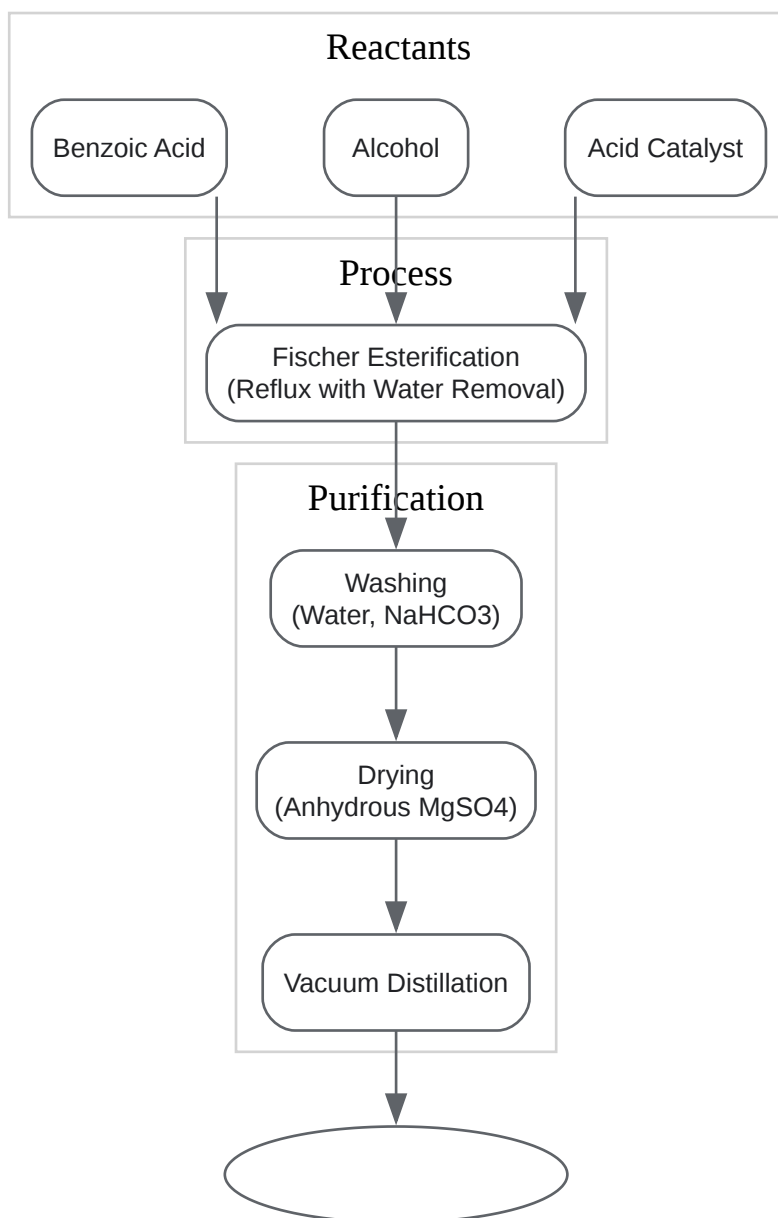 Reactants
Benzoic Acid
Alcohol
Acid Catalyst
Process
Fischer Esterification
(Reflux with Water Removal)
Purification
Washing
(Water, NaHCO3)
Drying
(Anhydrous MgSO4)
Vacuum Distillation